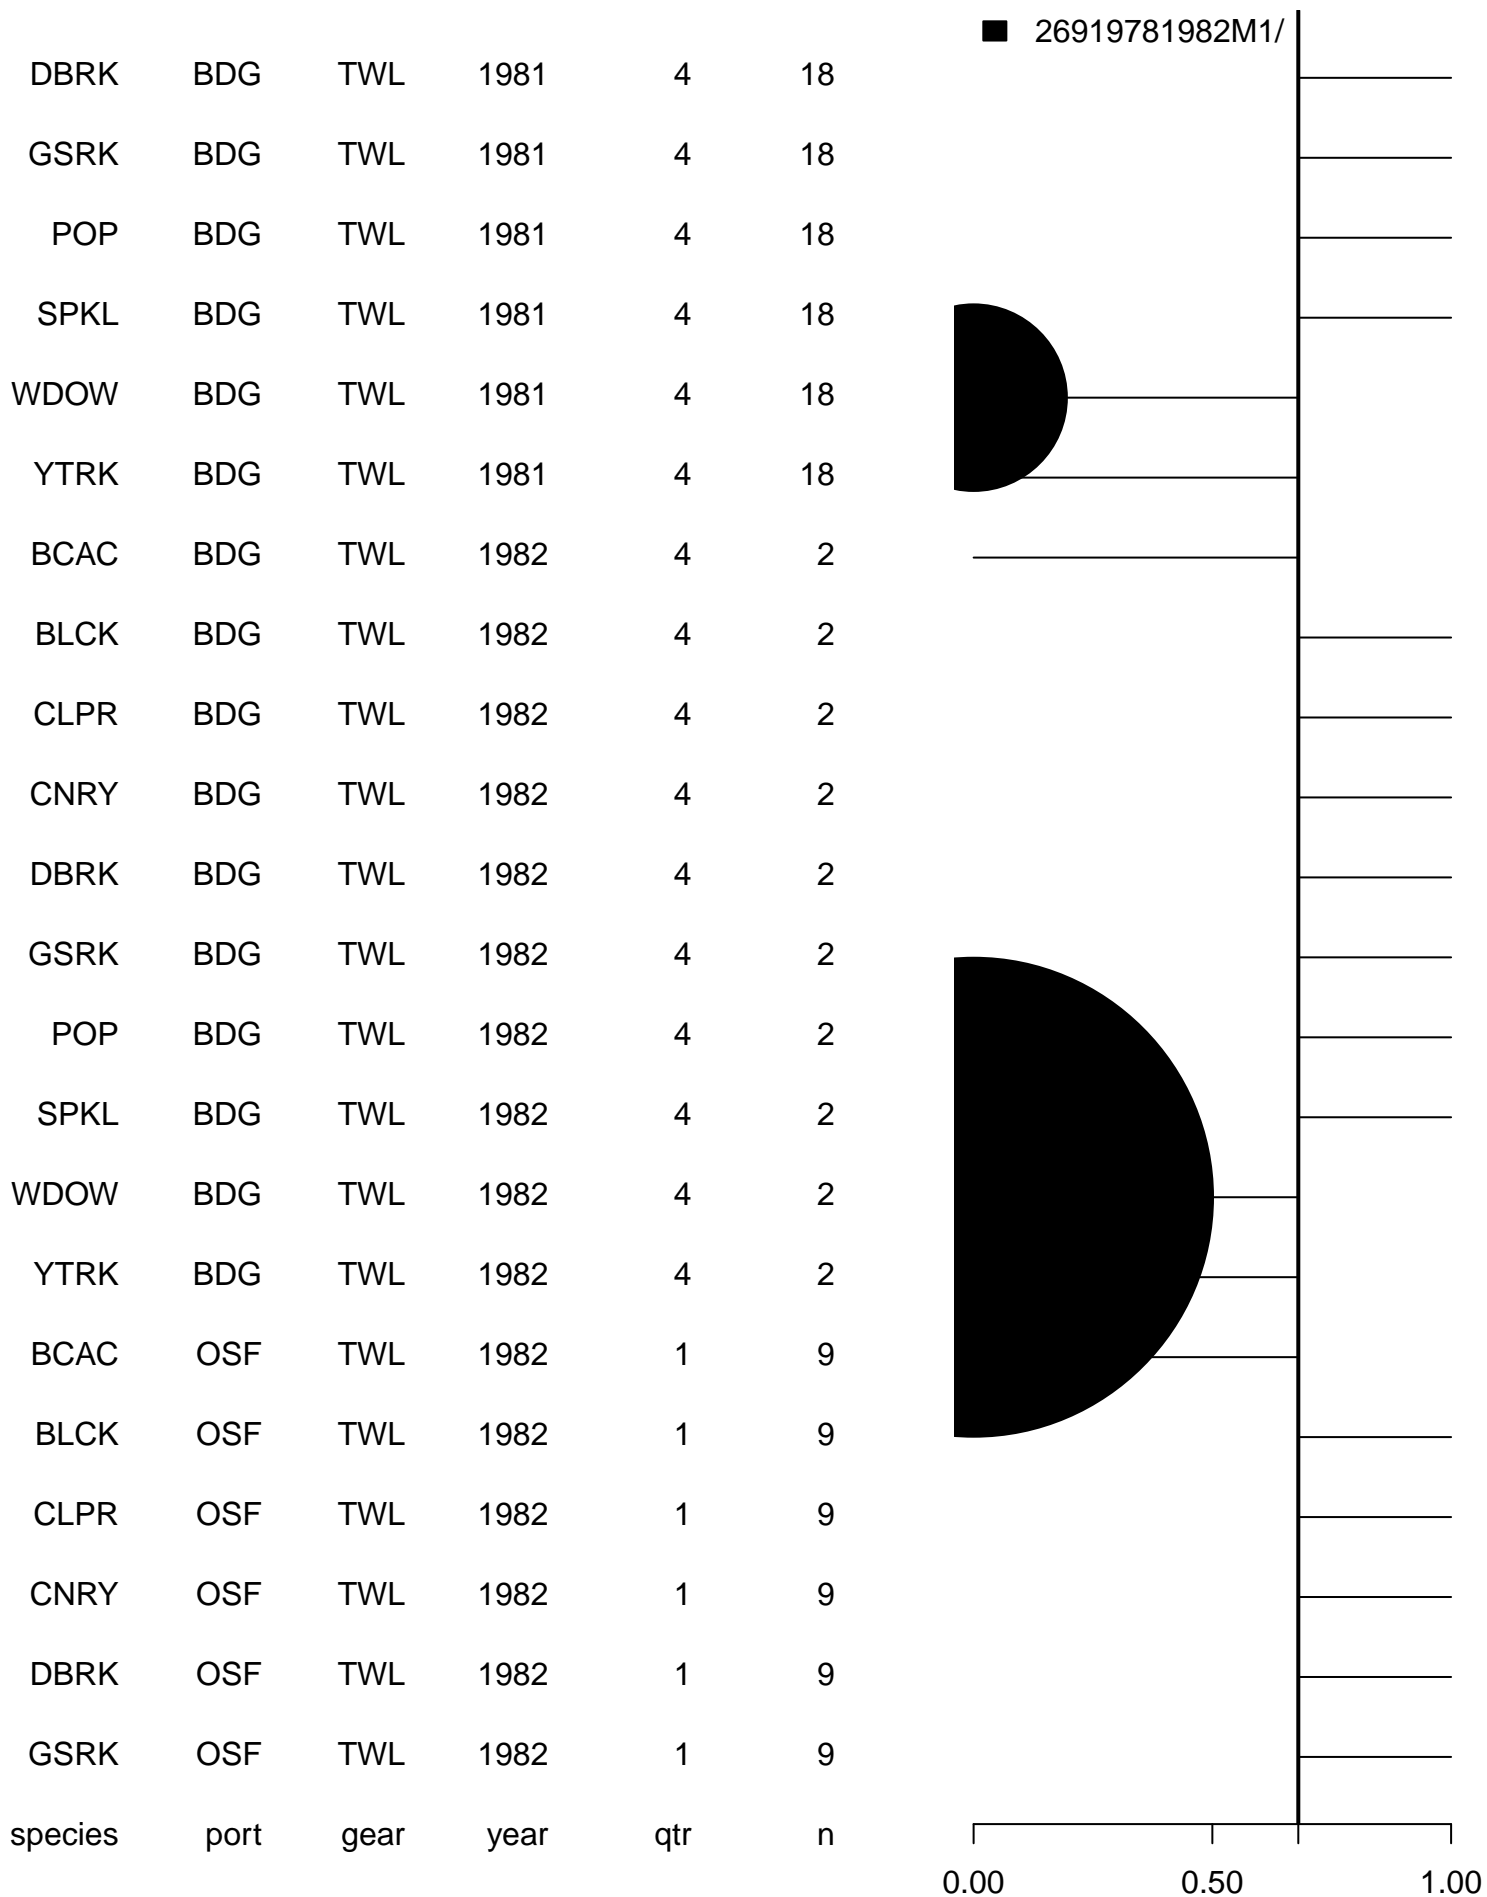 26919781982M1/
DBRK BDG TWL 1981 4 18
GSRK BDG TWL 1981 4 18
POP BDG TWL 1981 4 18
SPKL BDG TWL 1981 4 18
WDOW BDG TWL 1981 4 18
YTRK BDG TWL 1981 4 18
BCAC BDG TWL 1982 4 2
BLCK BDG TWL 1982 4 2
CLPR BDG TWL 1982 4 2
CNRY BDG TWL 1982 4 2
DBRK BDG TWL 1982 4 2
GSRK BDG TWL 1982 4 2
POP BDG TWL 1982 4 2
SPKL BDG TWL 1982 4 2
WDOW BDG TWL 1982 4 2
YTRK BDG TWL 1982 4 2
BCAC OSF TWL 1982 1 9
BLCK OSF TWL 1982 1 9
CLPR OSF TWL 1982 1 9
CNRY OSF TWL 1982 1 9
DBRK OSF TWL 1982 1 9
GSRK OSF TWL 1982 1 9
species port gear year qtr n
0.00 0.50 1.00